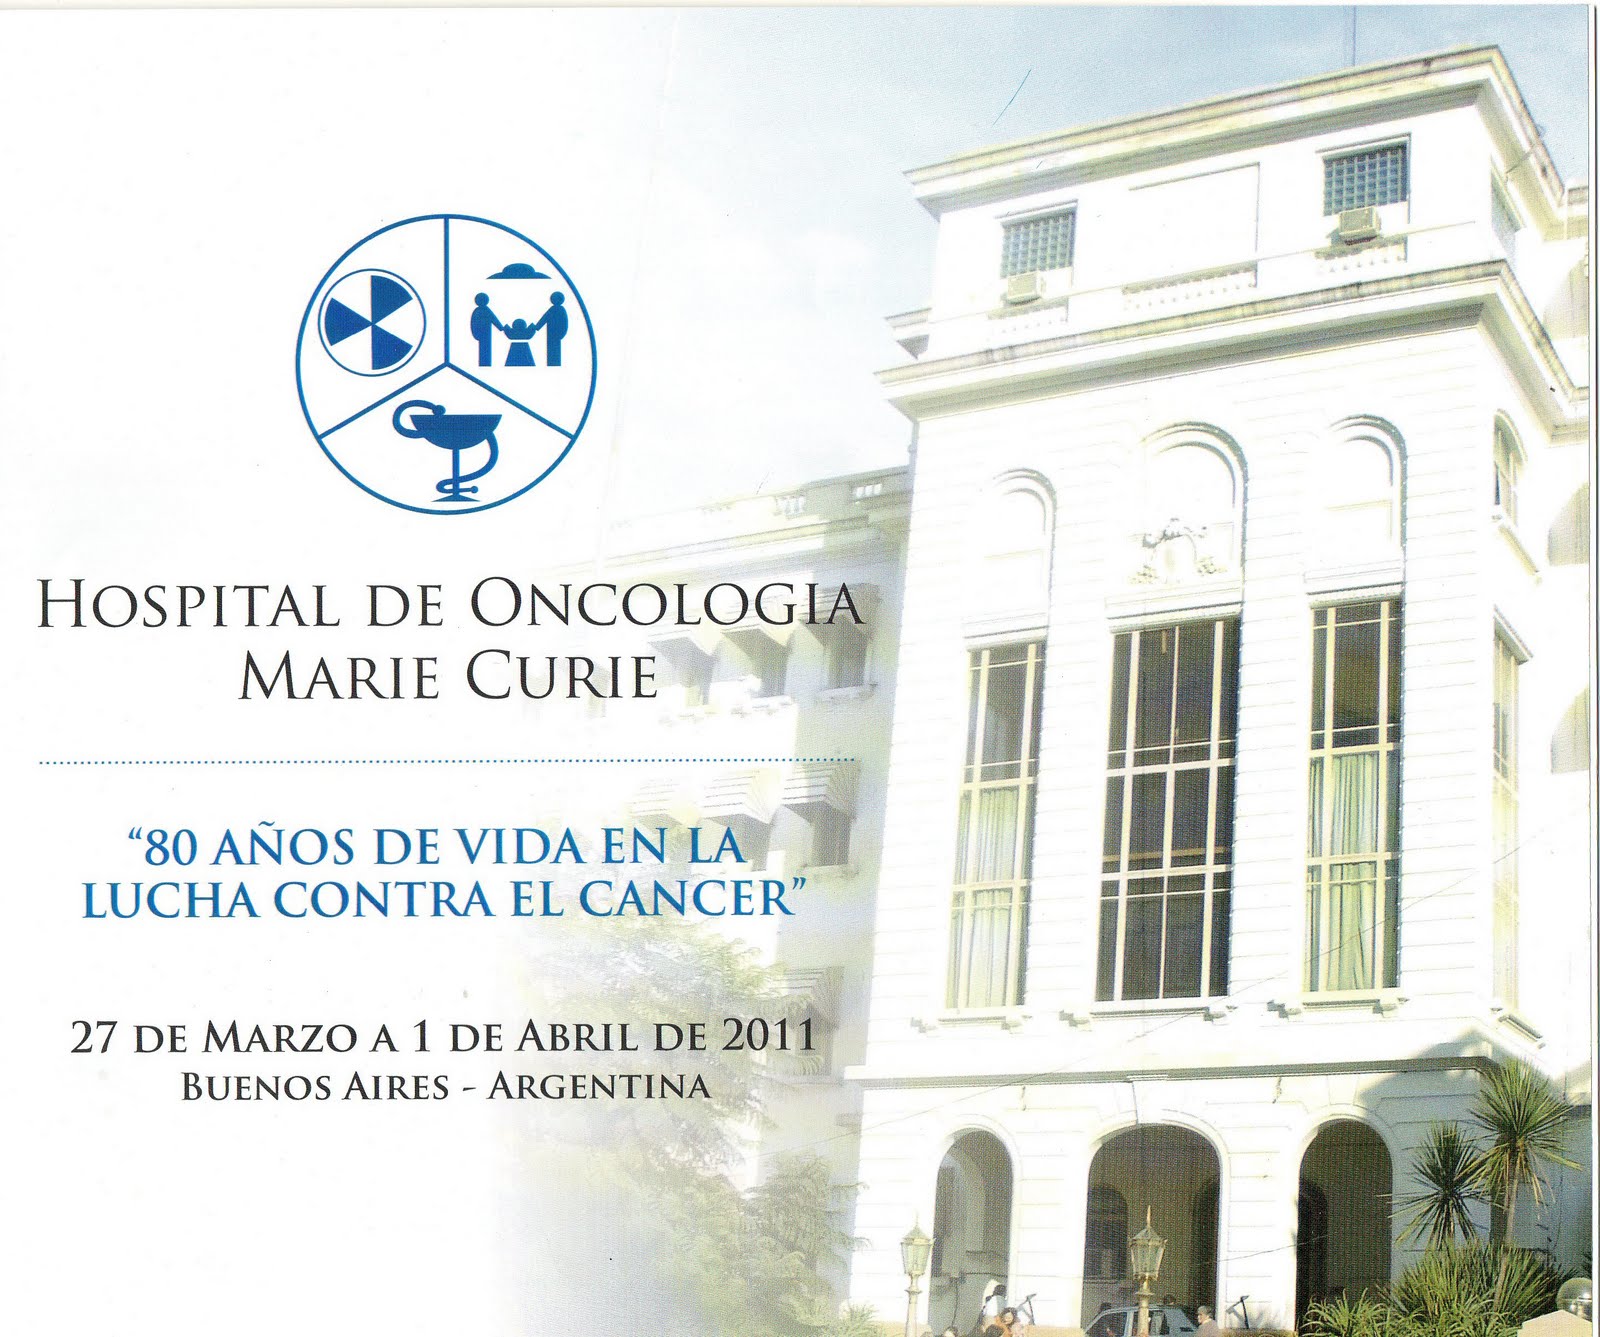 Hospital de Oncologia
Marie Curie
“80 AÑOS DE VIDA EN LA
LUCHA CONTRA EL CANCER”
27 de Marzo a 1 de Abril de 2011
Buenos Aires - Argentina